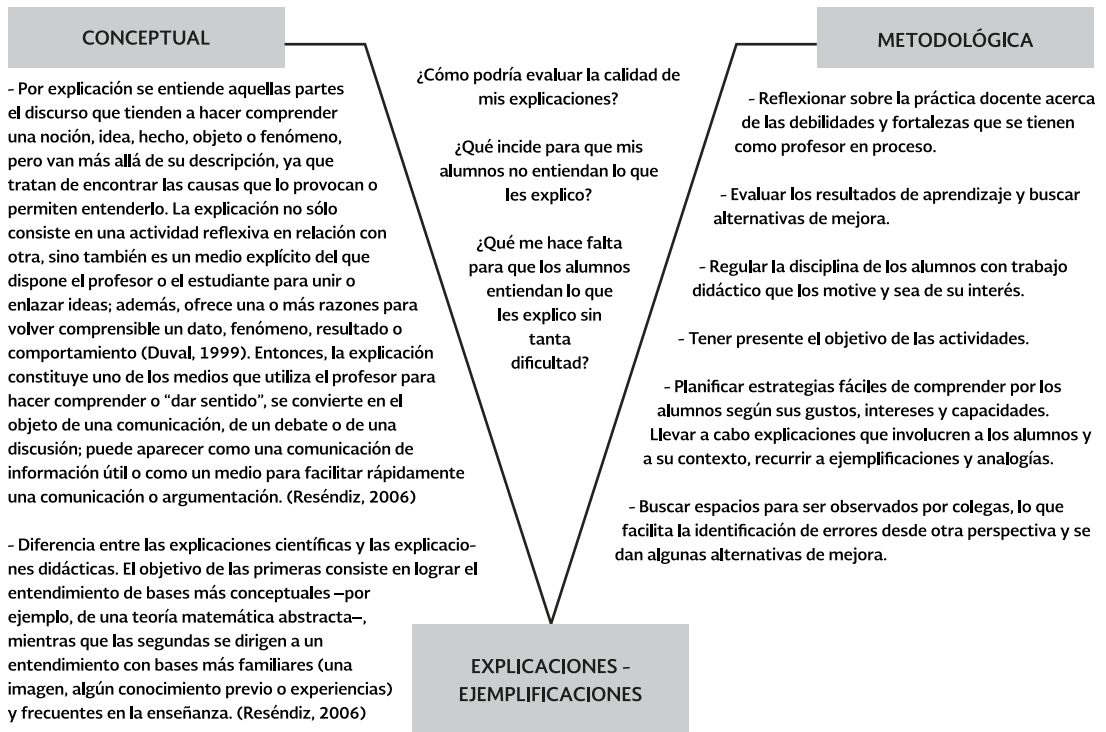 CONCEPTUAL
- Por explicación se entiende aquellas partes
el discurso que tienden a hacer comprender
una noción, idea, hecho, objeto o fenómeno,
pero van más allá de su descripción, ya que
tratan de encontrar las causas que lo provocan o
permiten entenderlo. La explicación no sólo
consiste en una actividad reflexiva en relación con
otra, sino también es un medio explícito del que
dispone el profesor o el estudiante para unir o
enlazar ideas; además, ofrece una o más razones para
volver comprensible un dato, fenómeno, resultado o
comportamiento (Duval, 1999). Entonces, la explicación
constituye uno de los medios que utiliza el profesor para
hacer comprender o “dar sentido”, se convierte en el
objeto de una comunicación, de un debate o de una
discusión; puede aparecer como una comunicación de
información útil o como un medio para facilitar rápidamente
una comunicación o argumentación. (Reséndiz, 2006)
- Diferencia entre las explicaciones científicas y las explicacio-
nes didácticas. El objetivo de las primeras consiste en lograr el
entendimiento de bases más conceptuales –por
ejemplo, de una teoría matemática abstracta–,
mientras que las segundas se dirigen a un
entendimiento con bases más familiares (una
imagen, algún conocimiento previo o experiencias)
y frecuentes en la enseñanza. (Reséndiz, 2006)
¿Cómo podría evaluar la calidad de
mis explicaciones?
¿Qué incide para que mis
alumnos no entiendan lo que
les explico?
¿Qué me hace falta
para que los alumnos
entiendan lo que
les explico sin
tanta
dificultad?
METODOLÓGICA
- Reflexionar sobre la práctica docente acerca
de las debilidades y fortalezas que se tienen
como profesor en proceso.
- Evaluar los resultados de aprendizaje y buscar
alternativas de mejora.
- Regular la disciplina de los alumnos con trabajo
didáctico que los motive y sea de su interés.
- Tener presente el objetivo de las actividades.
- Planificar estrategias fáciles de comprender por los
alumnos según sus gustos, intereses y capacidades.
Llevar a cabo explicaciones que involucren a los alumnos y
a su contexto, recurrir a ejemplificaciones y analogías.
- Buscar espacios para ser observados por colegas, lo que
facilita la identificación de errores desde otra perspectiva y se
dan algunas alternativas de mejora.
EXPLICACIONES -
EJEMPLIFICACIONES